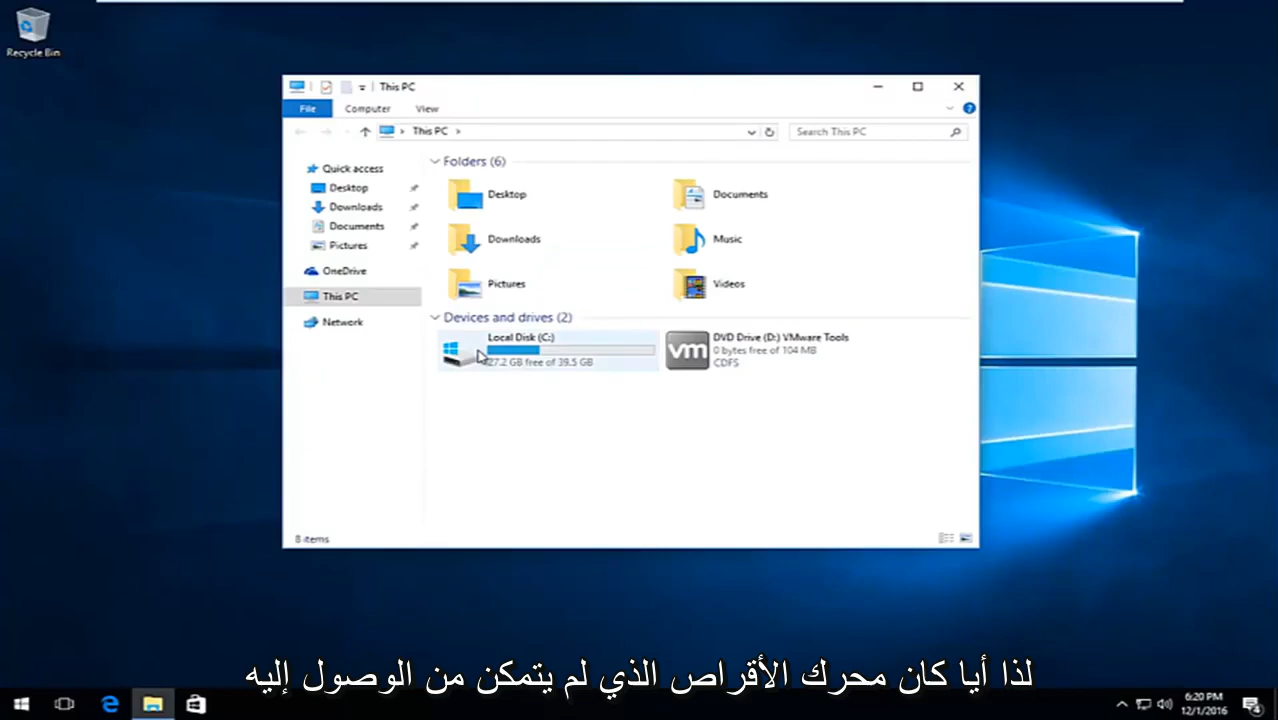 Recycle Bin
This PC
File Computer View
This PC
Search This PC
Quick access
Desktop
Downloads
Documents
Pictures
OneDrive
This PC
Network
Folders (6)
Desktop
Documents
Downloads
Music
Pictures
Videos
Devices and drives (2)
Local Disk (C:)
27.2 GB free of 39.5 GB
DVD Drive (D:) VMware Tools
0 bytes free of 104 MB
CDFS
vm
8 items
لذا أيا كان محرك الأقراص الذي لم يتمكن من الوصول إليه
6:20 PM
12/1/2016
4